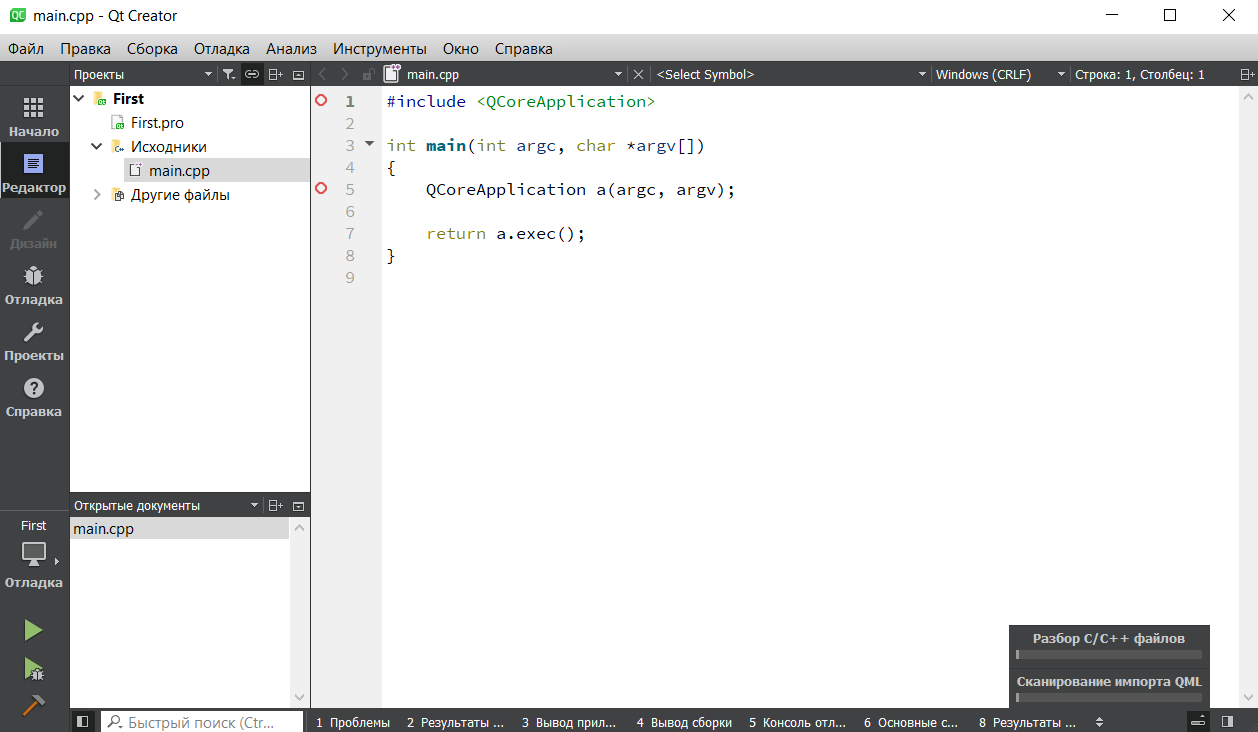 QC main.cpp - Qt Creator
Файл Правка Сборка Отладка Анализ Инструменты Окно Справка
Проекты
main.cpp
<Select Symbol>
Windows (CRLF)
Строка: 1, Столбец: 1
Начало
Редактор
Дизайн
Отладка
Проекты
Справка
First
First.pro
Исходники
main.cpp
Другие файлы
1 #include <QCoreApplication>
2
3 int main(int argc, char *argv[])
4 {
5 QCoreApplication a(argc, argv);
6
7 return a.exec();
8 }
9
Открытые документы
main.cpp
First
Отладка
Разбор C/C++ файлов
Сканирование импорта QML
Быстрый поиск (Ctr...
1 Проблемы
2 Результаты ...
3 Вывод прил...
4 Вывод сборки
5 Консоль отл...
6 Основные с...
8 Результаты ...